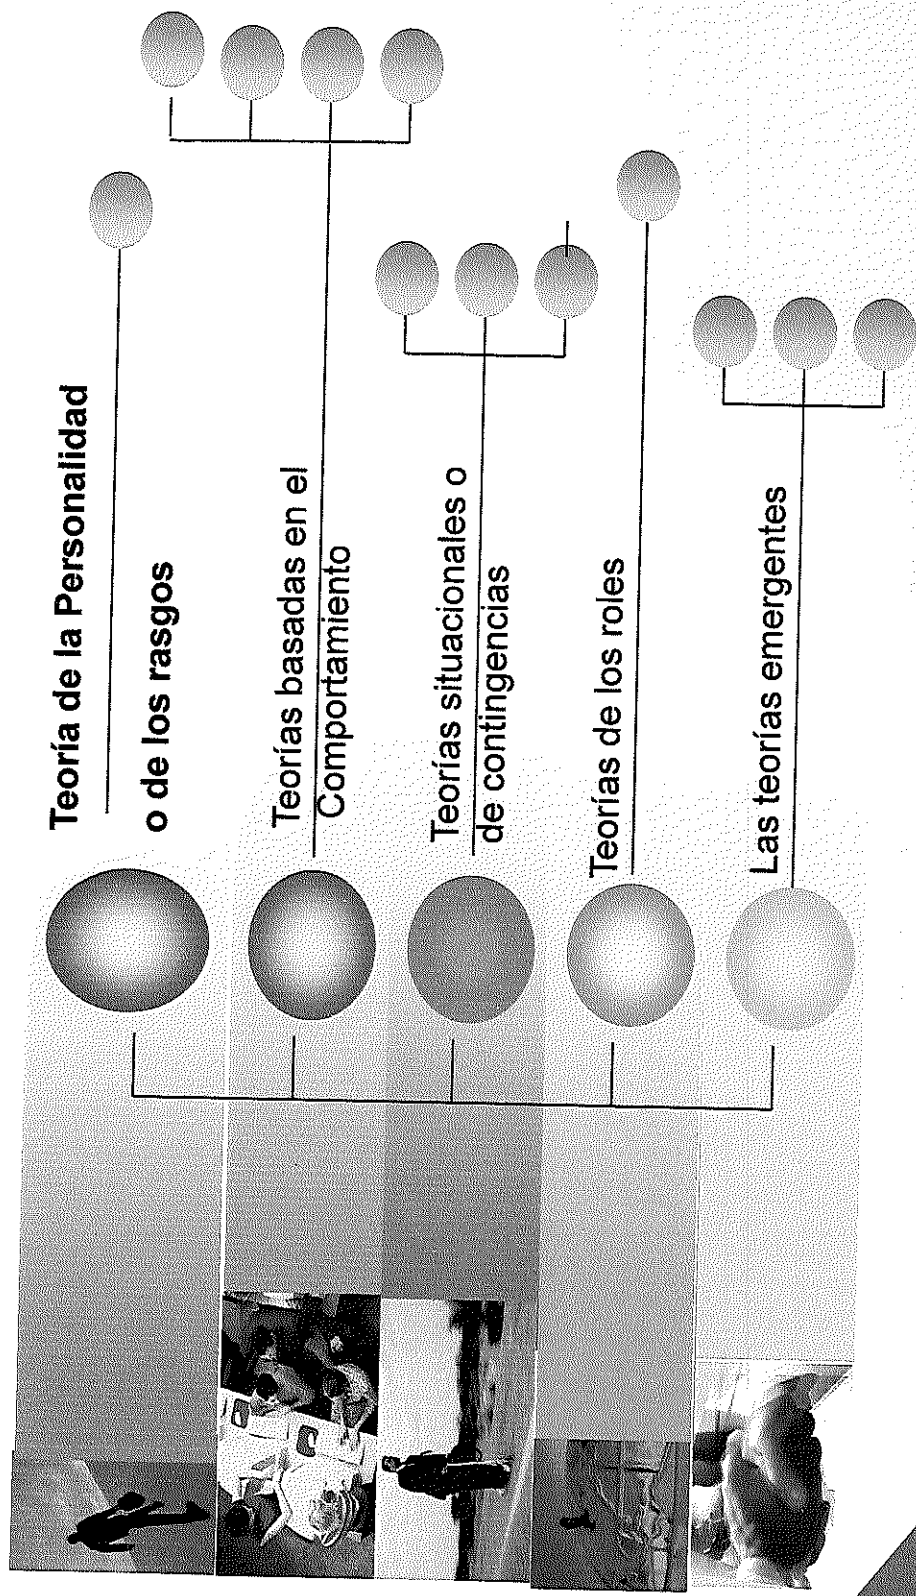 Teoría de la Personalidad
o de los rasgos
Teorías basadas en el
Comportamiento
Teorías situacionales o
de contingencias
Teorías de los roles
Las teorías emergentes